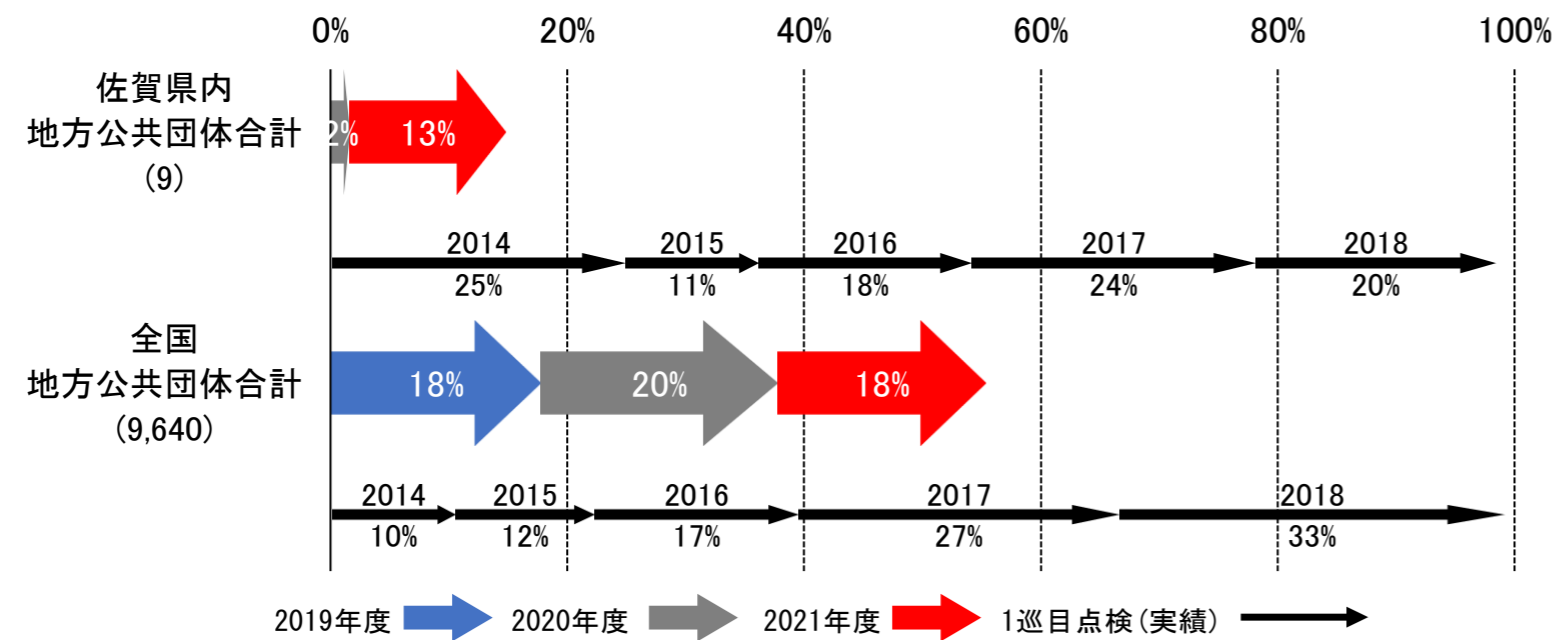 0% 20% 40% 60% 80% 100%
佐賀県内
地方公共団体合計
(9)
2% 13%
2014 2015 2016 2017 2018
25% 11% 18% 24% 20%
全国
地方公共団体合計
(9,640)
18% 20% 18%
2014 2015 2016 2017 2018
10% 12% 17% 27% 33%
2019年度 2020年度 2021年度 1巡目点検(実績)